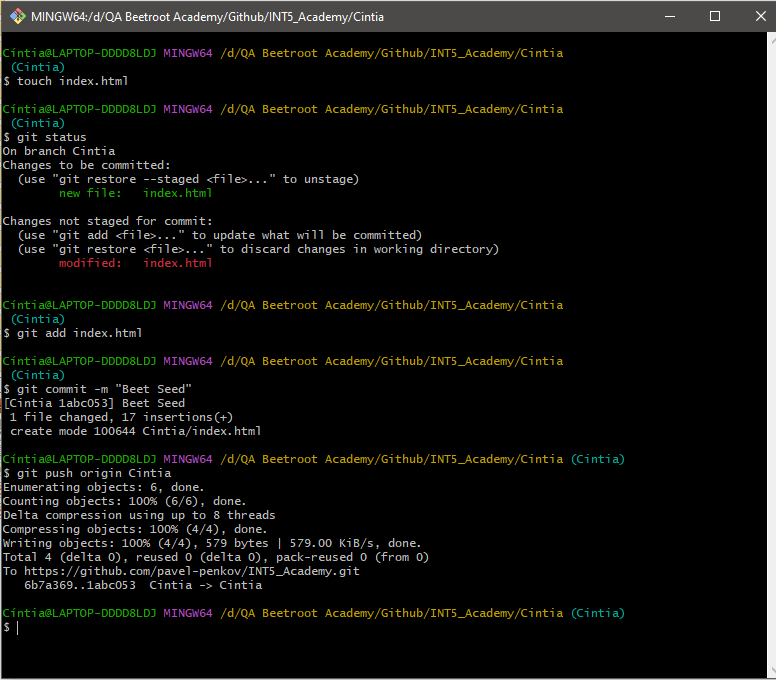 MINGW64:/d/QA Beetroot Academy/Github/INT5_Academy/Cintia
Cintia@LAPTOP-DDDD8LDJ MINGW64 /d/QA Beetroot Academy/Github/INT5_Academy/Cintia
(Cintia)
$ touch index.html
Cintia@LAPTOP-DDDD8LDJ MINGW64 /d/QA Beetroot Academy/Github/INT5_Academy/Cintia
(Cintia)
$ git status
On branch Cintia
Changes to be committed:
  (use "git restore --staged <file>..." to unstage)
        new file:   index.html
Changes not staged for commit:
  (use "git add <file>..." to update what will be committed)
  (use "git restore <file>..." to discard changes in working directory)
        modified:   index.html
Cintia@LAPTOP-DDDD8LDJ MINGW64 /d/QA Beetroot Academy/Github/INT5_Academy/Cintia
(Cintia)
$ git add index.html
Cintia@LAPTOP-DDDD8LDJ MINGW64 /d/QA Beetroot Academy/Github/INT5_Academy/Cintia
(Cintia)
$ git commit -m "Beet Seed"
[Cintia 1abc053] Beet Seed
 1 file changed, 17 insertions(+)
 create mode 100644 Cintia/index.html
Cintia@LAPTOP-DDDD8LDJ MINGW64 /d/QA Beetroot Academy/Github/INT5_Academy/Cintia (Cintia)
$ git push origin Cintia
Enumerating objects: 6, done.
Counting objects: 100% (6/6), done.
Delta compression using up to 8 threads
Compressing objects: 100% (4/4), done.
Writing objects: 100% (4/4), 579 bytes | 579.00 KiB/s, done.
Total 4 (delta 0), reused 0 (delta 0), pack-reused 0 (from 0)
To https://github.com/pavel-penkov/INT5_Academy.git
   6b7a369..1abc053  Cintia -> Cintia
Cintia@LAPTOP-DDDD8LDJ MINGW64 /d/QA Beetroot Academy/Github/INT5_Academy/Cintia (Cintia)
$